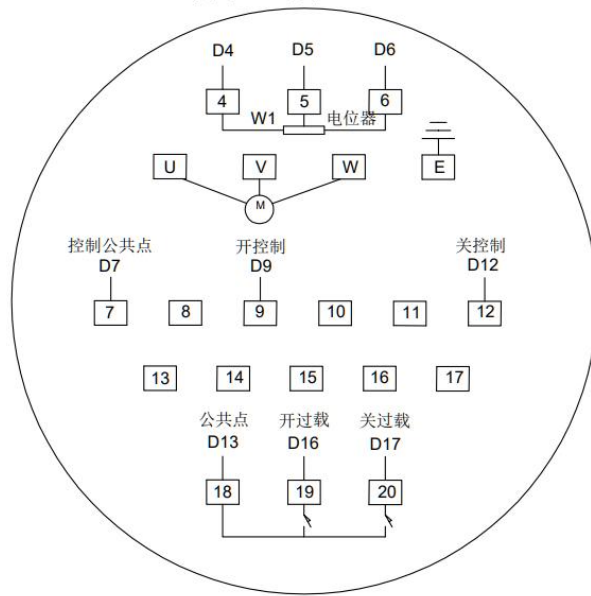 D4 D5 D6
4 5 6
W1 电位器
U V W E
M
控制公共点 开控制 关控制
D7 D9 D12
7 8 9 10 11 12
13 14 15 16 17
公共点 开过载 关过载
D13 D16 D17
18 19 20